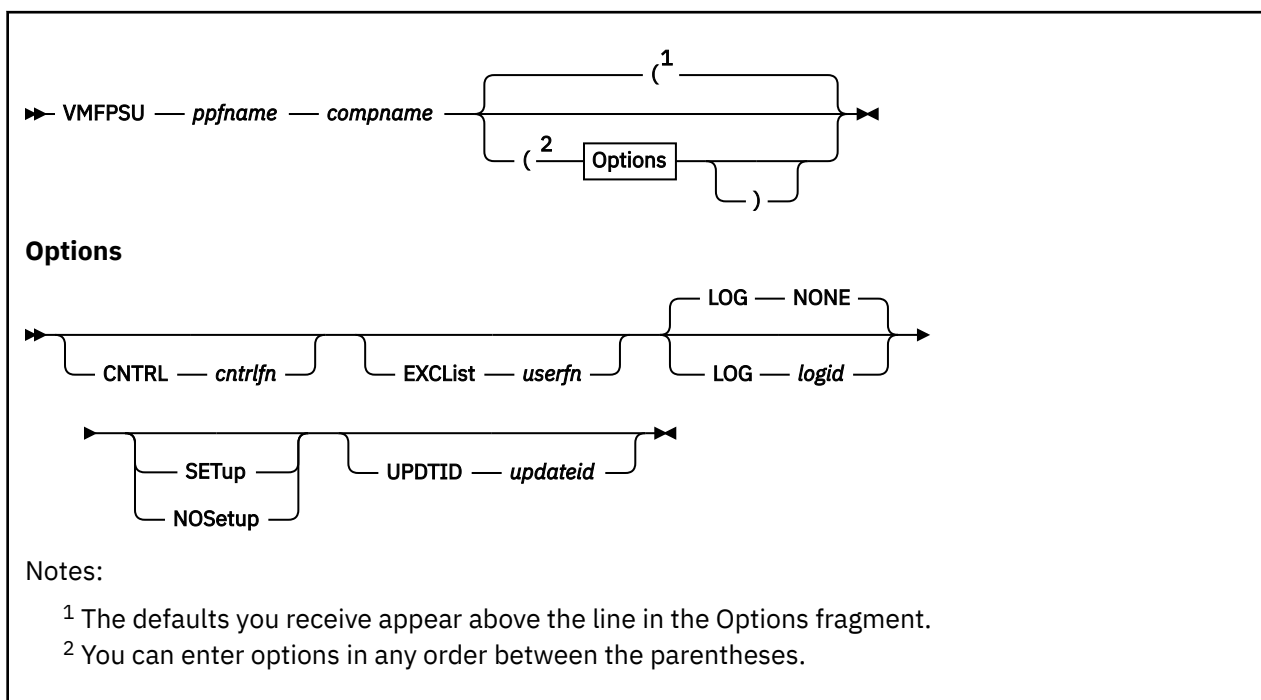 ( 1
VMFPSU ppfname compname
( 2 Options
)
Options
LOG NONE
CNTRL cntrlfn EXCList userfn LOG logid
SETup UPDTID updateid
NOSetup
Notes:
1 The defaults you receive appear above the line in the Options fragment.
2 You can enter options in any order between the parentheses.